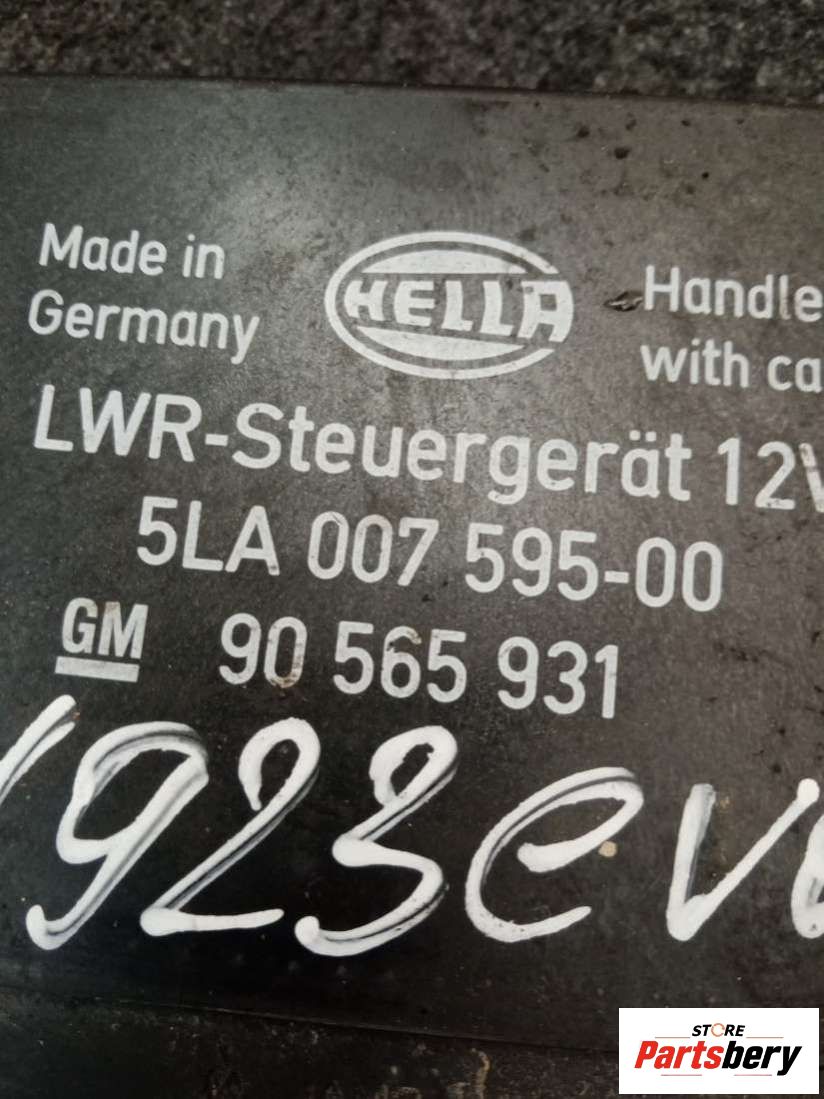 Made in
Germany
HELLA
Handle
with ca
LWR-Steuergerät 12V
5LA 007 595-00
GM 90 565 931
1923ev
STORE
Partsbery